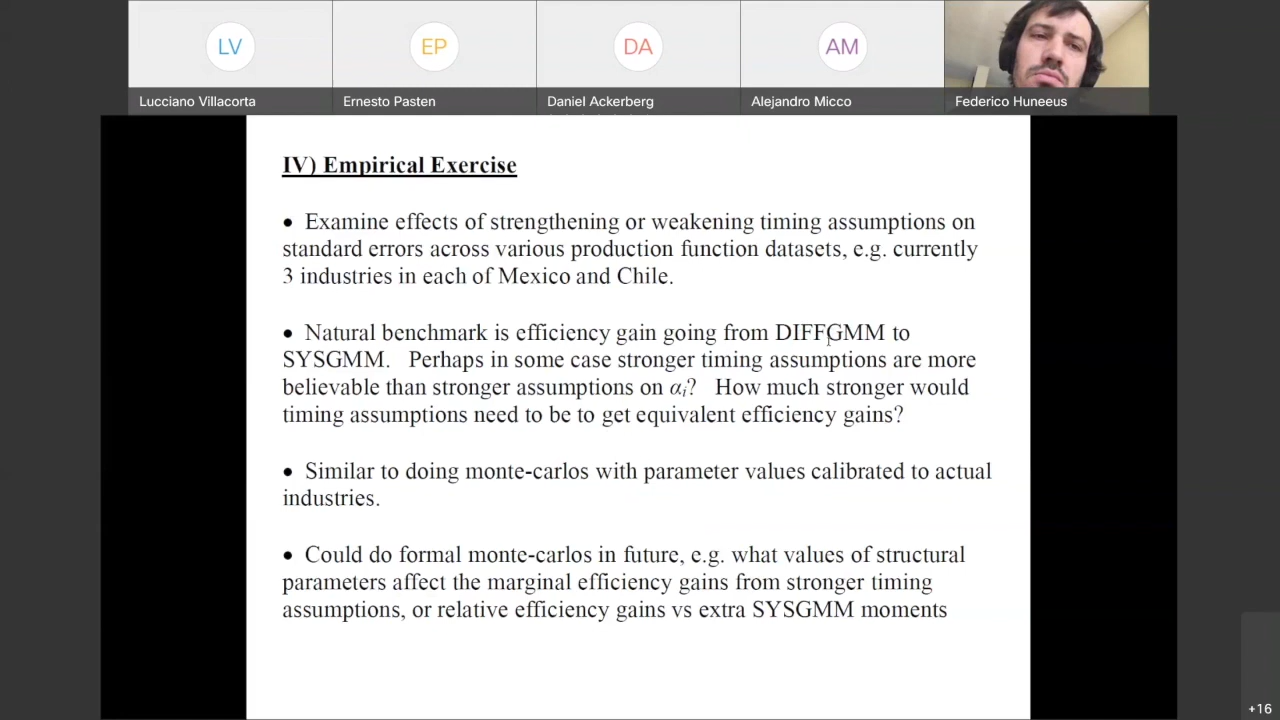 LV
EP
DA
AM
Lucciano Villacorta
Ernesto Pasten
Daniel Ackerberg
Alejandro Micco
Federico Huneeus
IV) Empirical Exercise
• Examine effects of strengthening or weakening timing assumptions on
standard errors across various production function datasets, e.g. currently
3 industries in each of Mexico and Chile.
• Natural benchmark is efficiency gain going from DIFFGMM to
SYSGMM. Perhaps in some case stronger timing assumptions are more
believable than stronger assumptions on αᵢ? How much stronger would
timing assumptions need to be to get equivalent efficiency gains?
• Similar to doing monte-carlos with parameter values calibrated to actual
industries.
• Could do formal monte-carlos in future, e.g. what values of structural
parameters affect the marginal efficiency gains from stronger timing
assumptions, or relative efficiency gains vs extra SYSGMM moments
+16